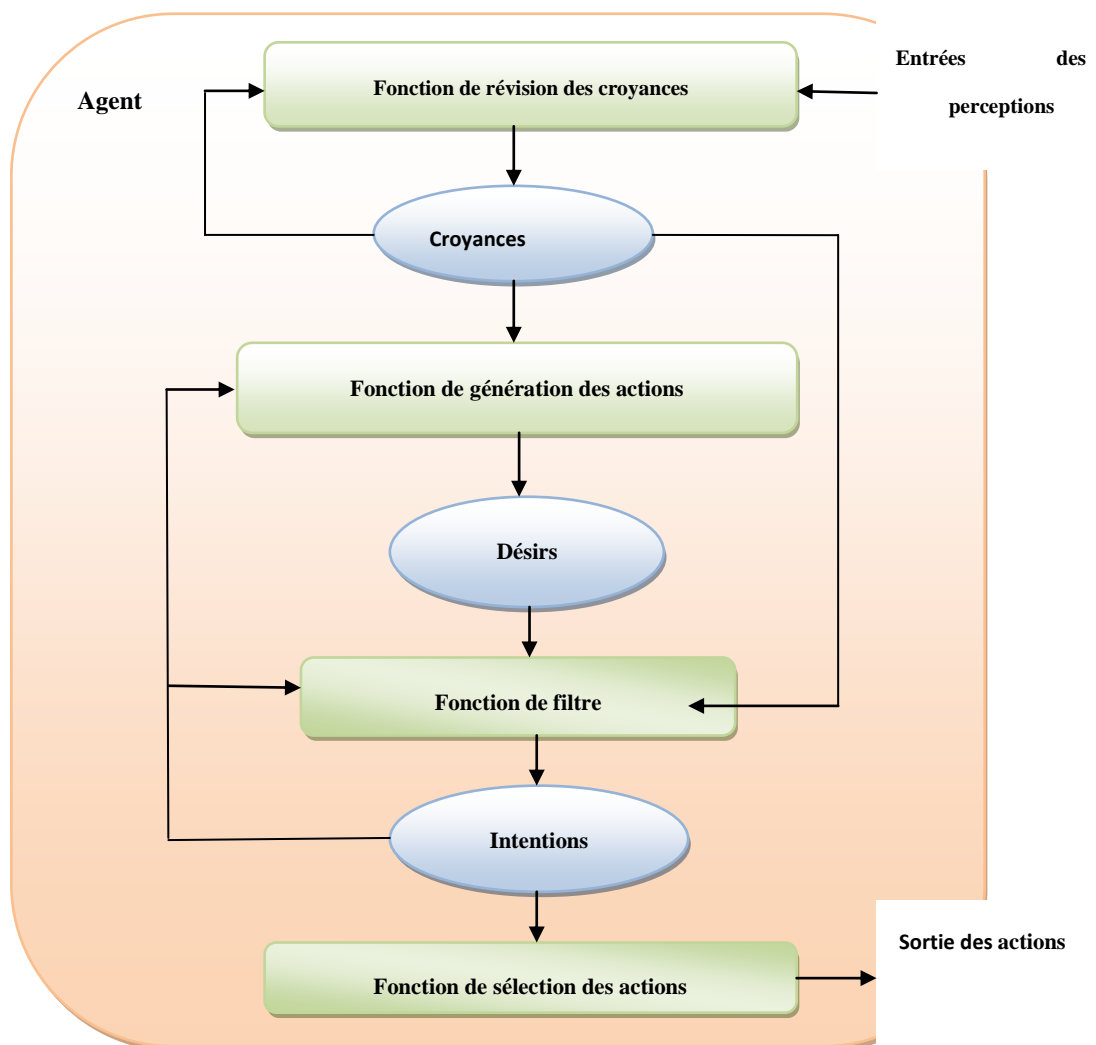 Entrées des
perceptions
Agent
Fonction de révision des croyances
Croyances
Fonction de génération des actions
Désirs
Fonction de filtre
Intentions
Sortie des actions
Fonction de sélection des actions